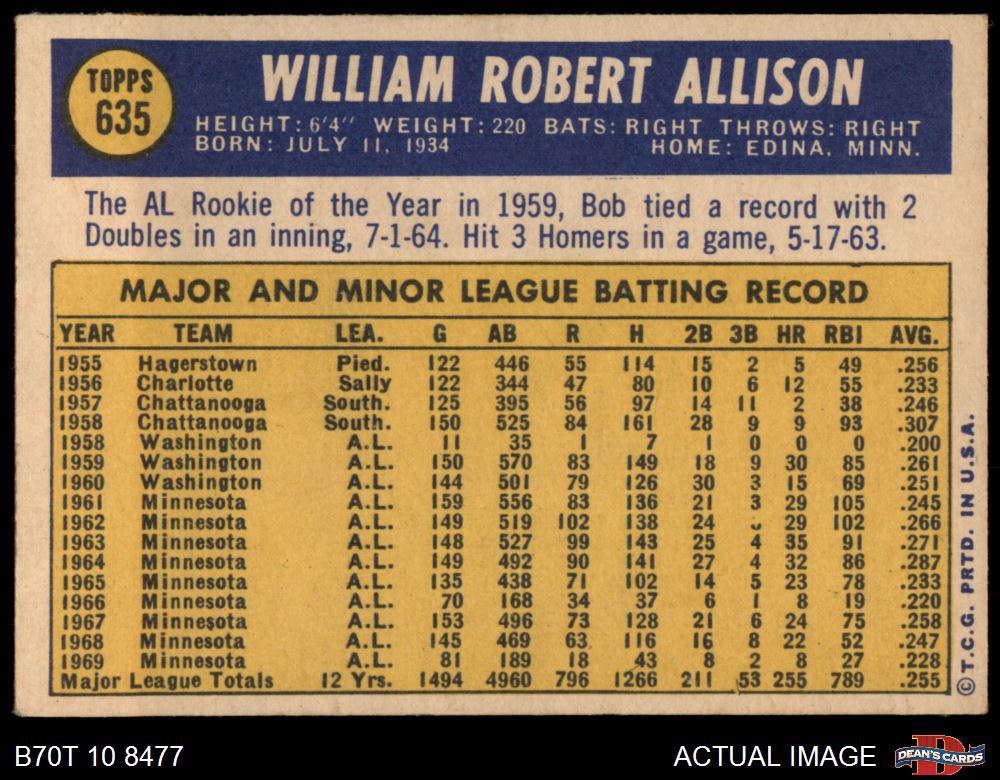 TOPPS
635
WILLIAM ROBERT ALLISON
HEIGHT: 6'4" WEIGHT: 220 BATS: RIGHT THROWS: RIGHT
BORN: JULY 11, 1934 HOME: EDINA, MINN.
The AL Rookie of the Year in 1959, Bob tied a record with 2
Doubles in an inning, 7-1-64. Hit 3 Homers in a game, 5-17-63.
MAJOR AND MINOR LEAGUE BATTING RECORD
YEAR TEAM LEA. G AB R H 2B 3B HR RBI AVG.
1955 Hagerstown Pied. 122 446 55 114 15 2 5 49 .256
1956 Charlotte Sally 122 344 47 80 10 6 12 55 .233
1957 Chattanooga South. 125 395 56 97 14 11 2 38 .246
1958 Chattanooga South. 150 525 84 161 28 9 9 93 .307
1958 Washington A.L. 11 35 1 7 1 0 0 0 .200
1959 Washington A.L. 150 570 83 149 18 9 30 85 .261
1960 Washington A.L. 144 501 79 126 30 3 15 69 .251
1961 Minnesota A.L. 159 556 83 136 21 3 29 105 .245
1962 Minnesota A.L. 149 519 102 138 24 29 102 .266
1963 Minnesota A.L. 148 527 99 143 25 4 35 91 .271
1964 Minnesota A.L. 149 492 90 141 27 4 32 86 .287
1965 Minnesota A.L. 135 438 71 102 14 5 23 78 .233
1966 Minnesota A.L. 70 168 34 37 6 1 8 19 .220
1967 Minnesota A.L. 153 496 73 128 21 6 24 75 .258
1968 Minnesota A.L. 145 469 63 116 16 8 22 52 .247
1969 Minnesota A.L. 81 189 18 43 8 2 8 27 .228
Major League Totals 12 Yrs. 1494 4960 796 1266 211 53 255 789 .255
© T.C.G. PRTD. IN U.S.A.
B70T 10 8477
ACTUAL IMAGE
DEAN'S CARDS